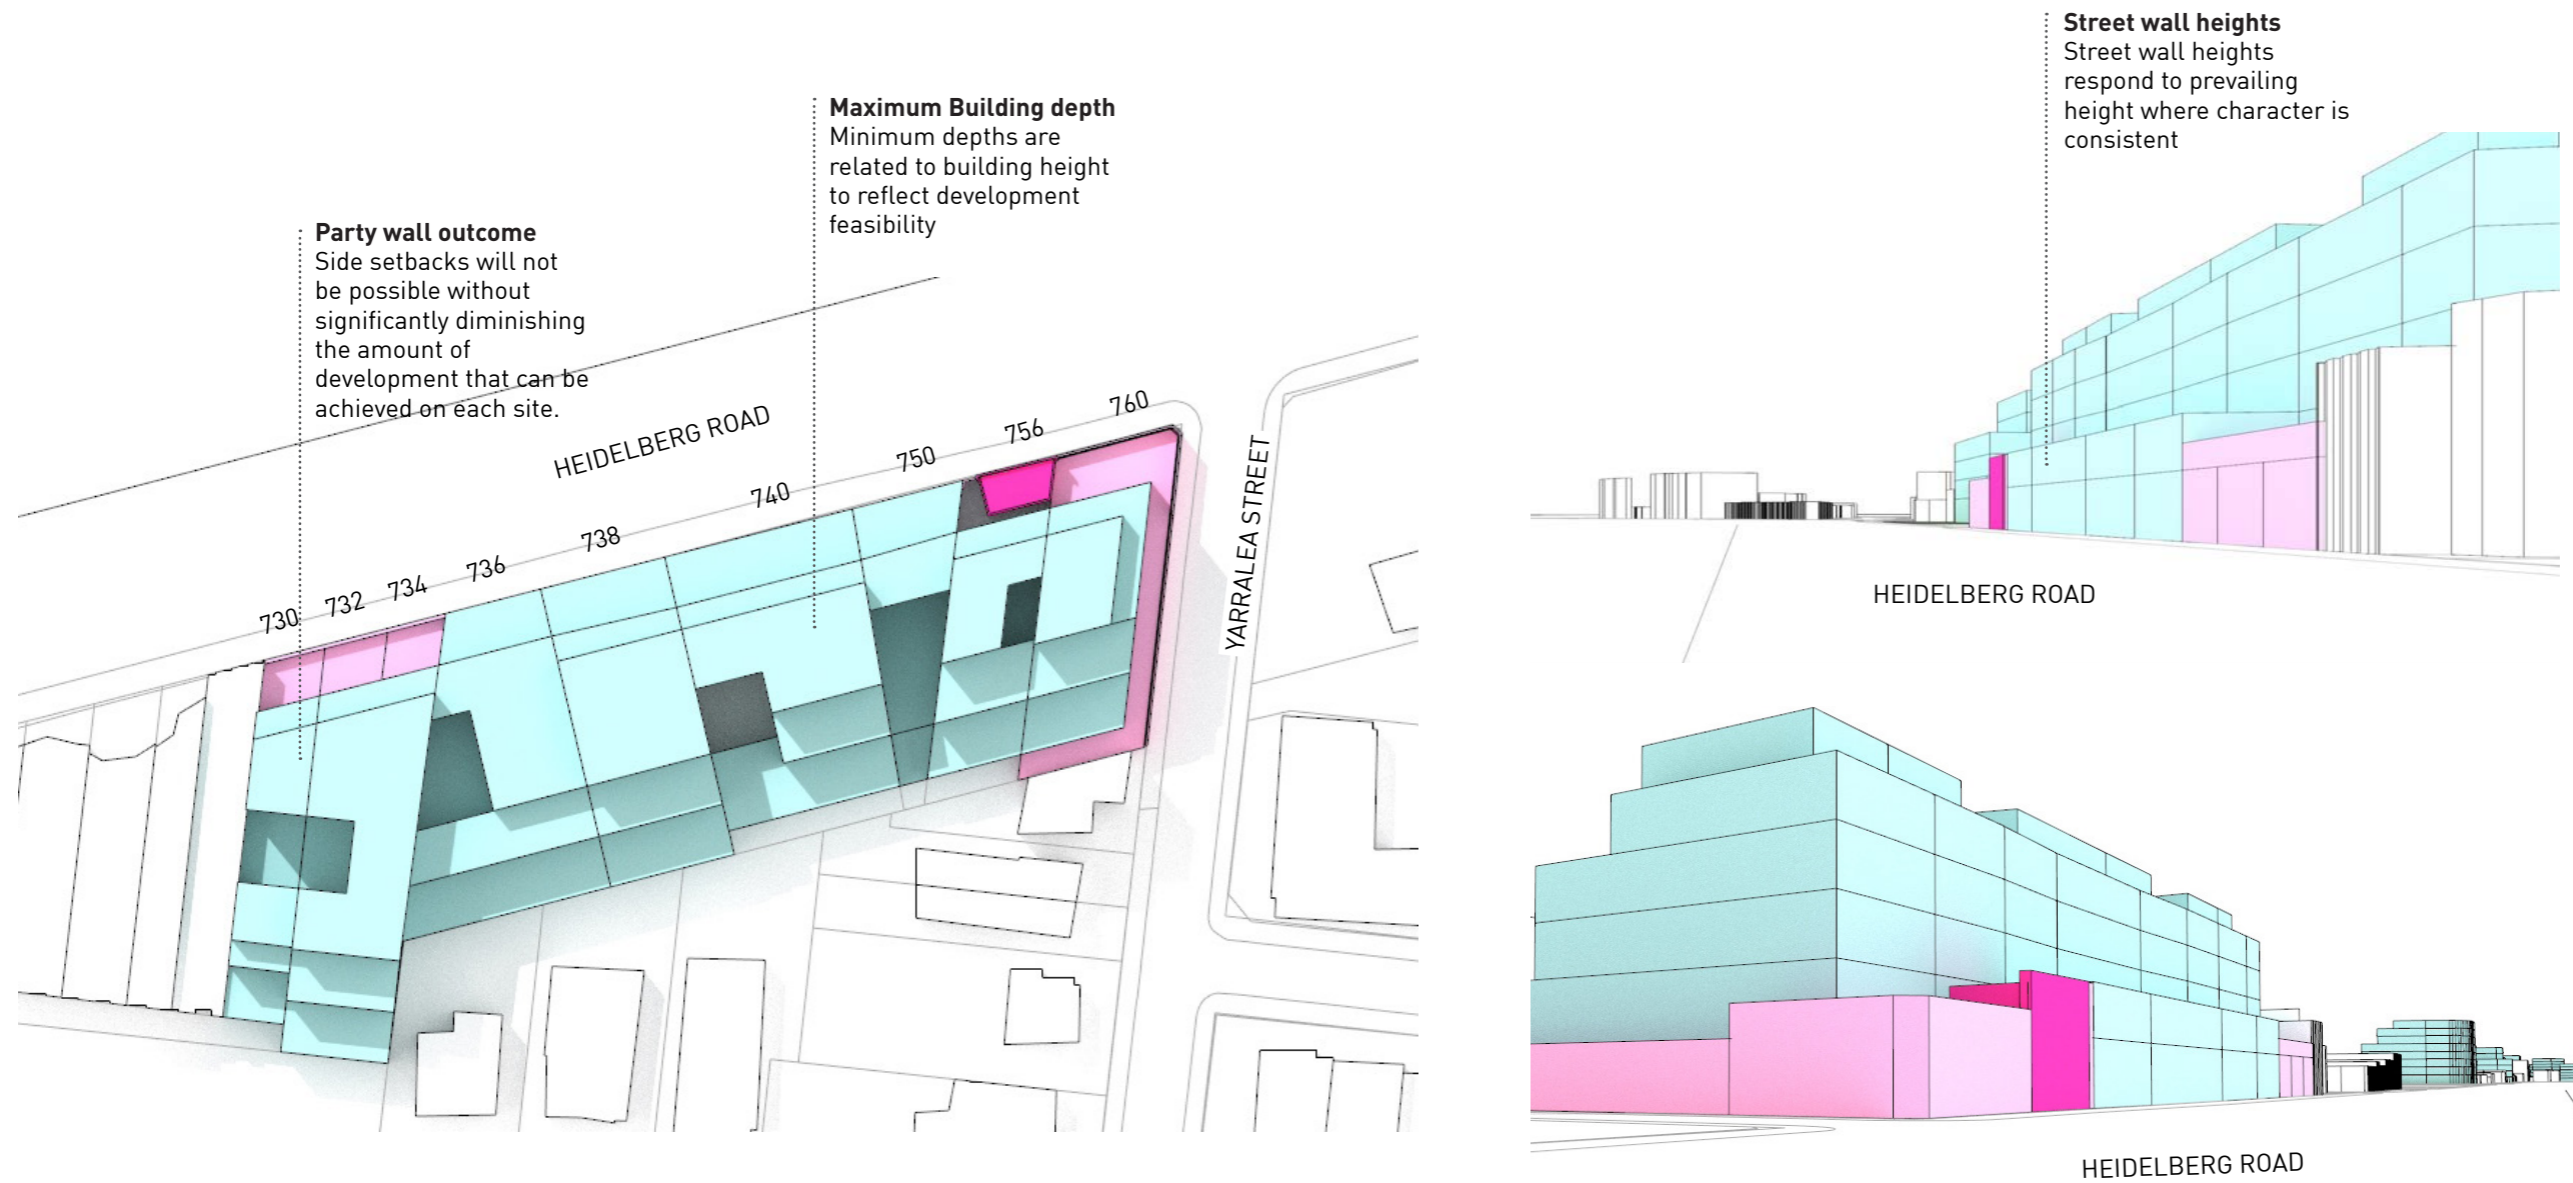 Street wall heights
Street wall heights
respond to prevailing
height where character is
consistent
Maximum Building depth
Minimum depths are
related to building height
to reflect development
feasibility
Party wall outcome
Side setbacks will not
be possible without
significantly diminishing
the amount of
development that can be
achieved on each site.
HEIDELBERG ROAD
730
732
734
736
738
740
750
756
760
YARRALEA STREET
HEIDELBERG ROAD
HEIDELBERG ROAD